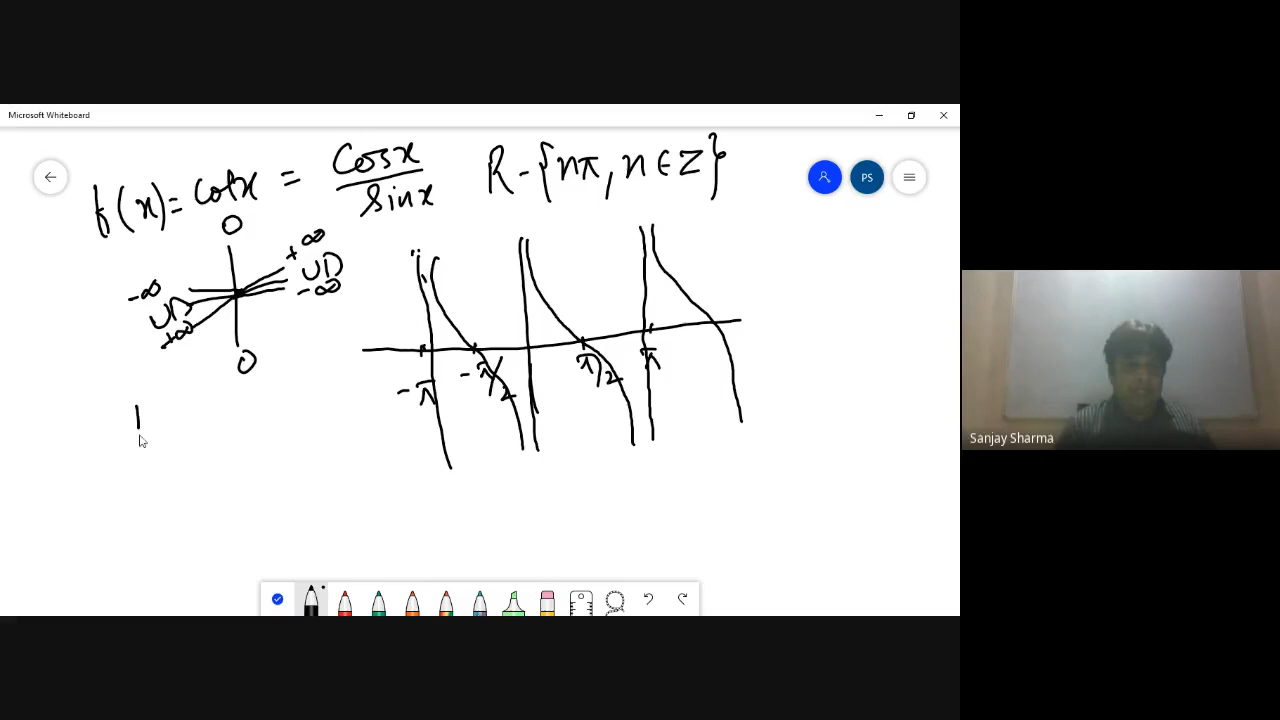 Microsoft Whiteboard
f(x) = cotx = cosx / sinx R - {nπ, n ∈ Z}
PS
0
+∞
-∞ UD
UD -∞
+∞
0
-π -π/2 π/2 π
Sanjay Sharma